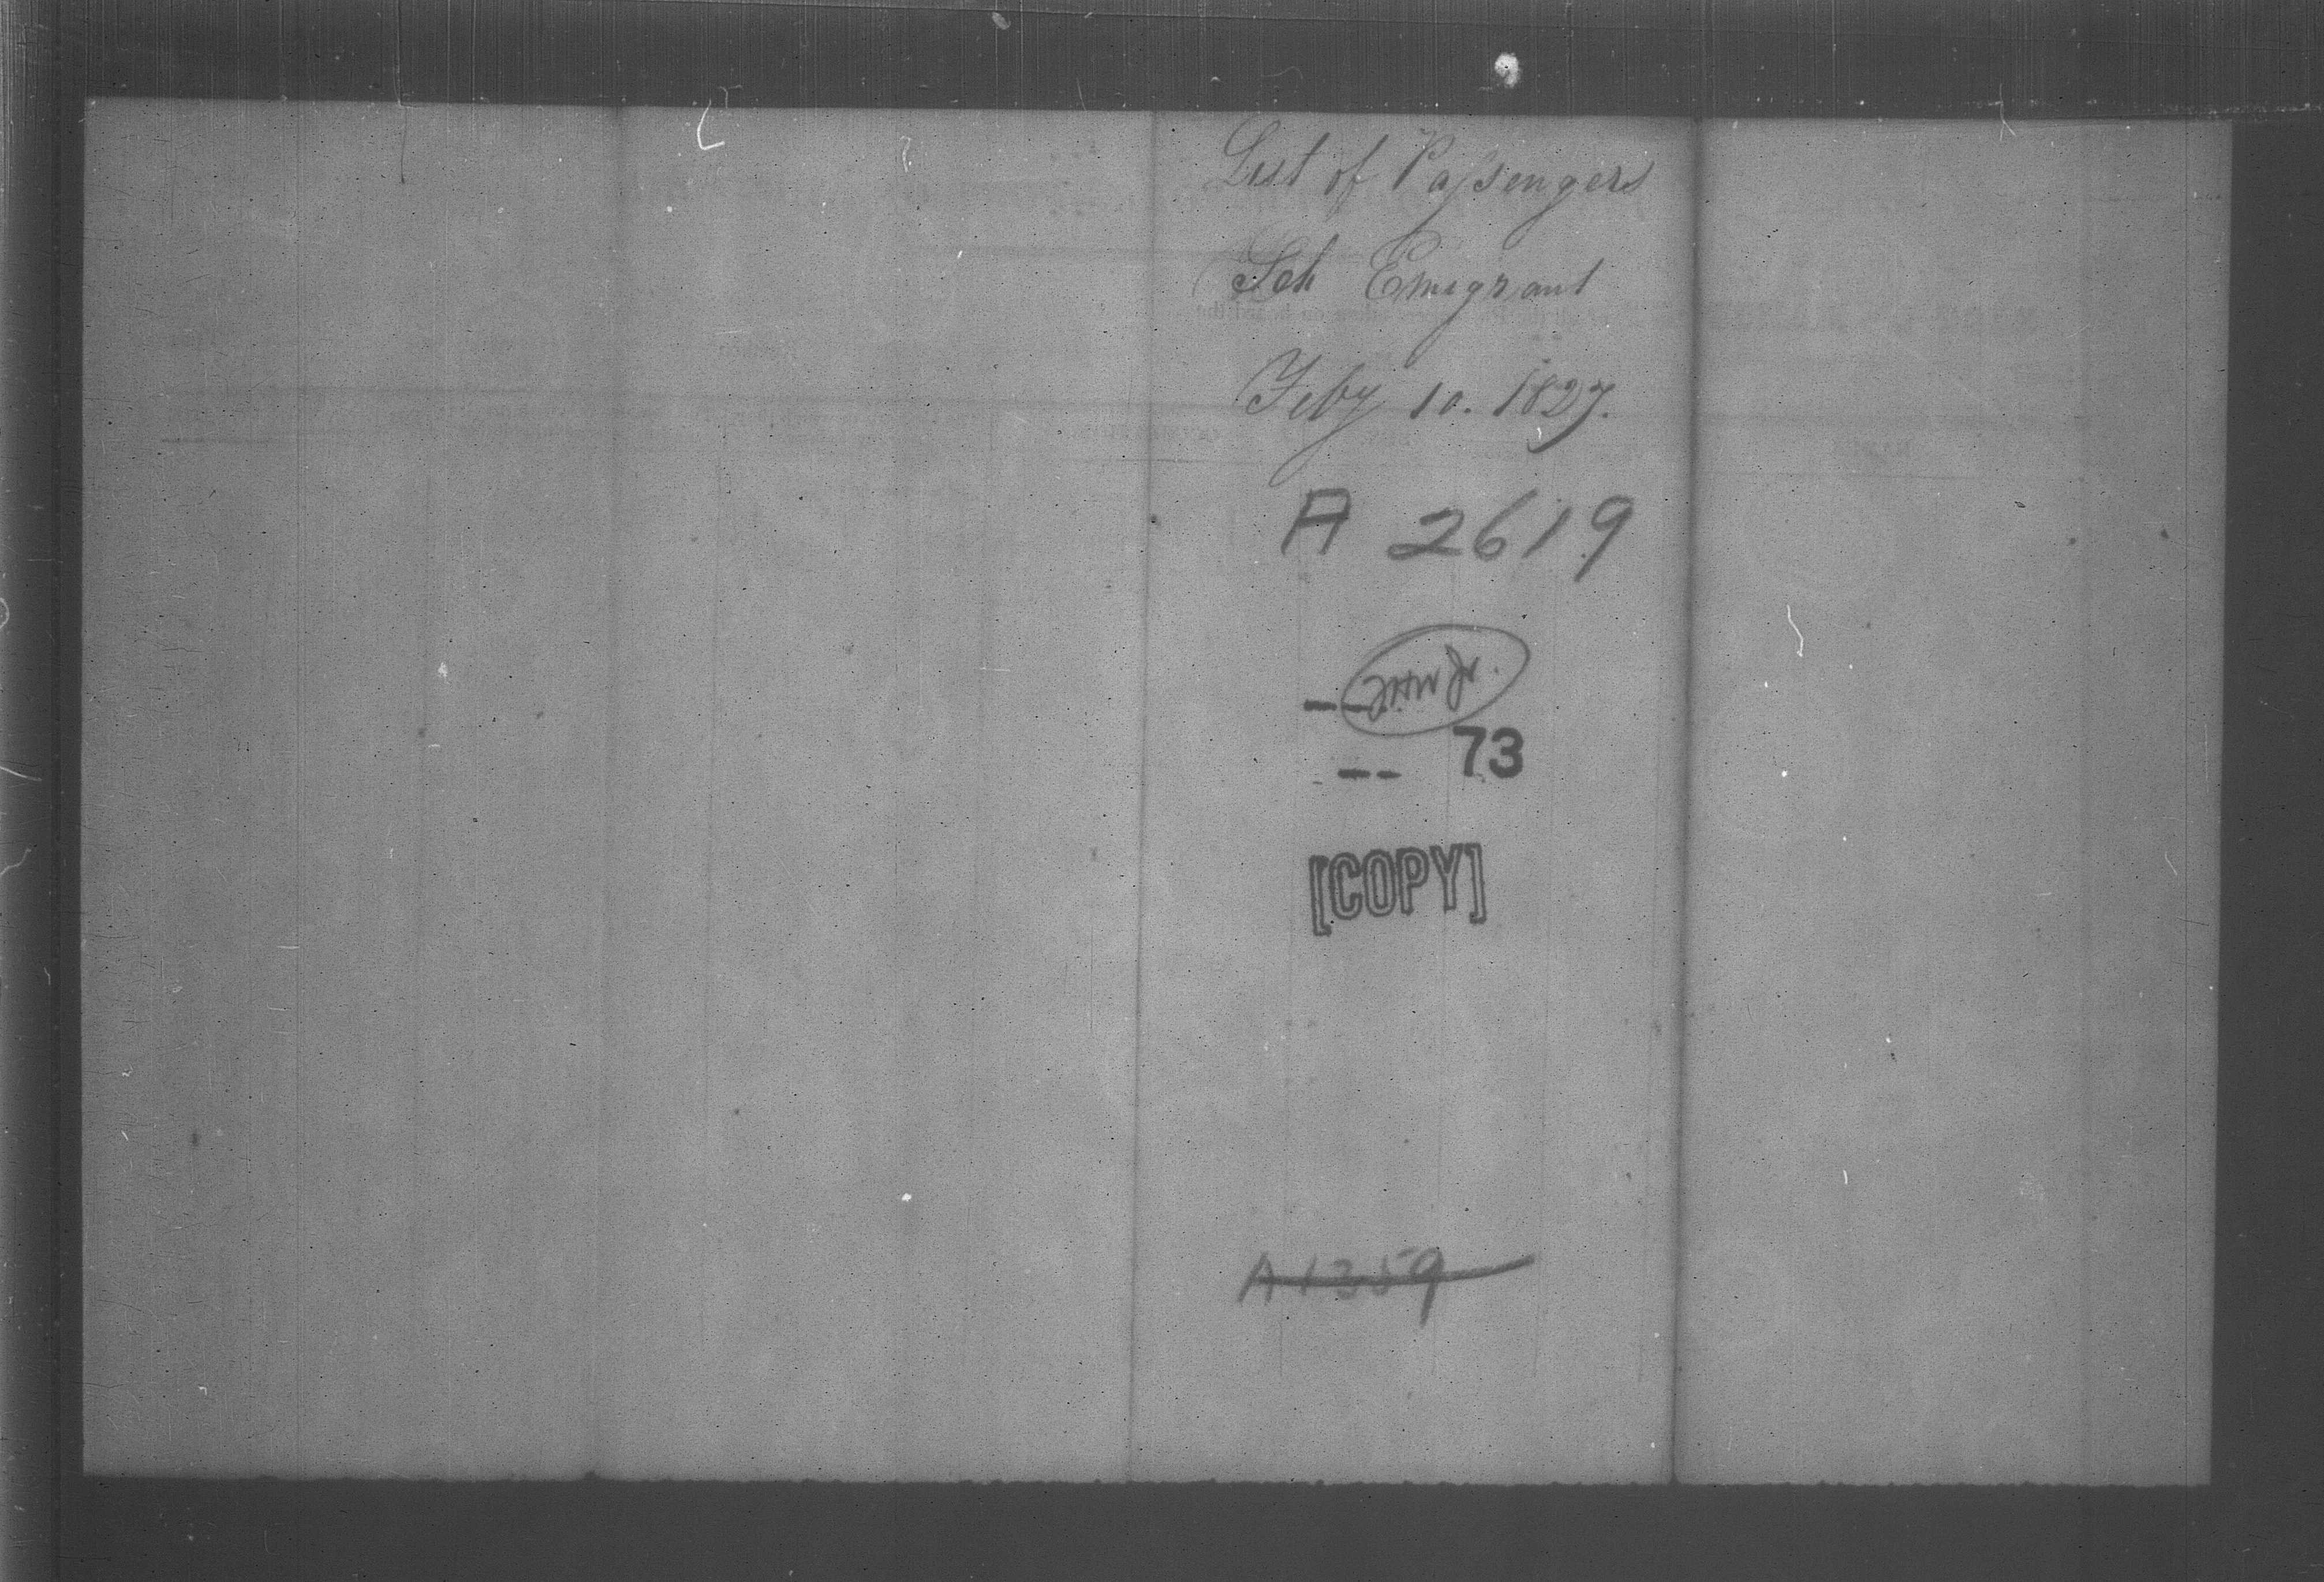 List of Passengers
Sch Emigrant
Feby 10. 1827.
A 2619
73
[COPY]
A1359